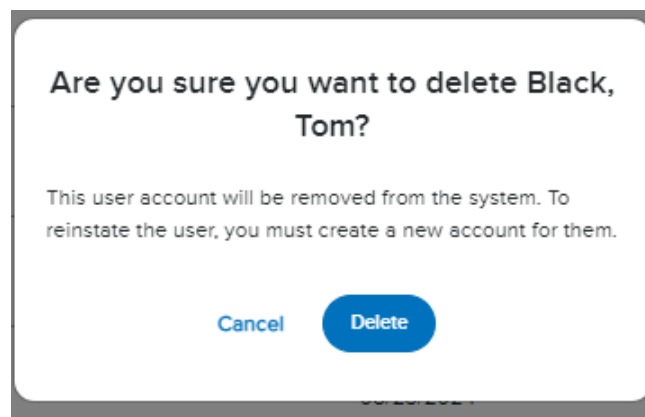 Are you sure you want to delete Black,
Tom?
This user account will be removed from the system. To
reinstate the user, you must create a new account for them.
Cancel
Delete